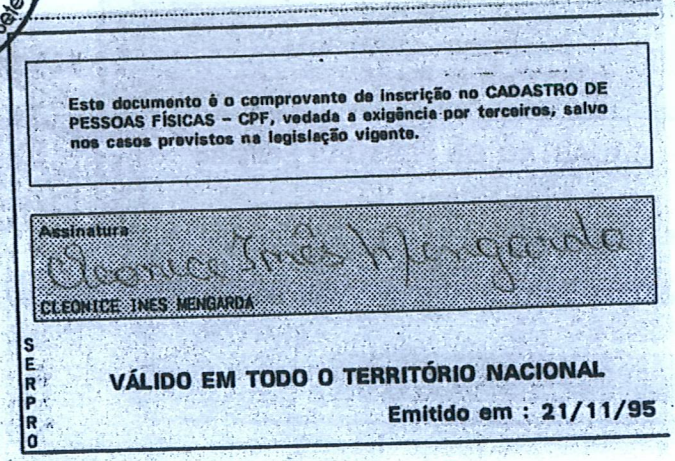 Este documento é o comprovante de inscrição no CADASTRO DE
PESSOAS FÍSICAS – CPF, vedada a exigência por terceiros, salvo
nos casos previstos na legislação vigente.
Assinatura
Cleonice Inês Mengarda
CLEONICE INES MENGARDA
SERPRO
VÁLIDO EM TODO O TERRITÓRIO NACIONAL
Emitido em : 21/11/95